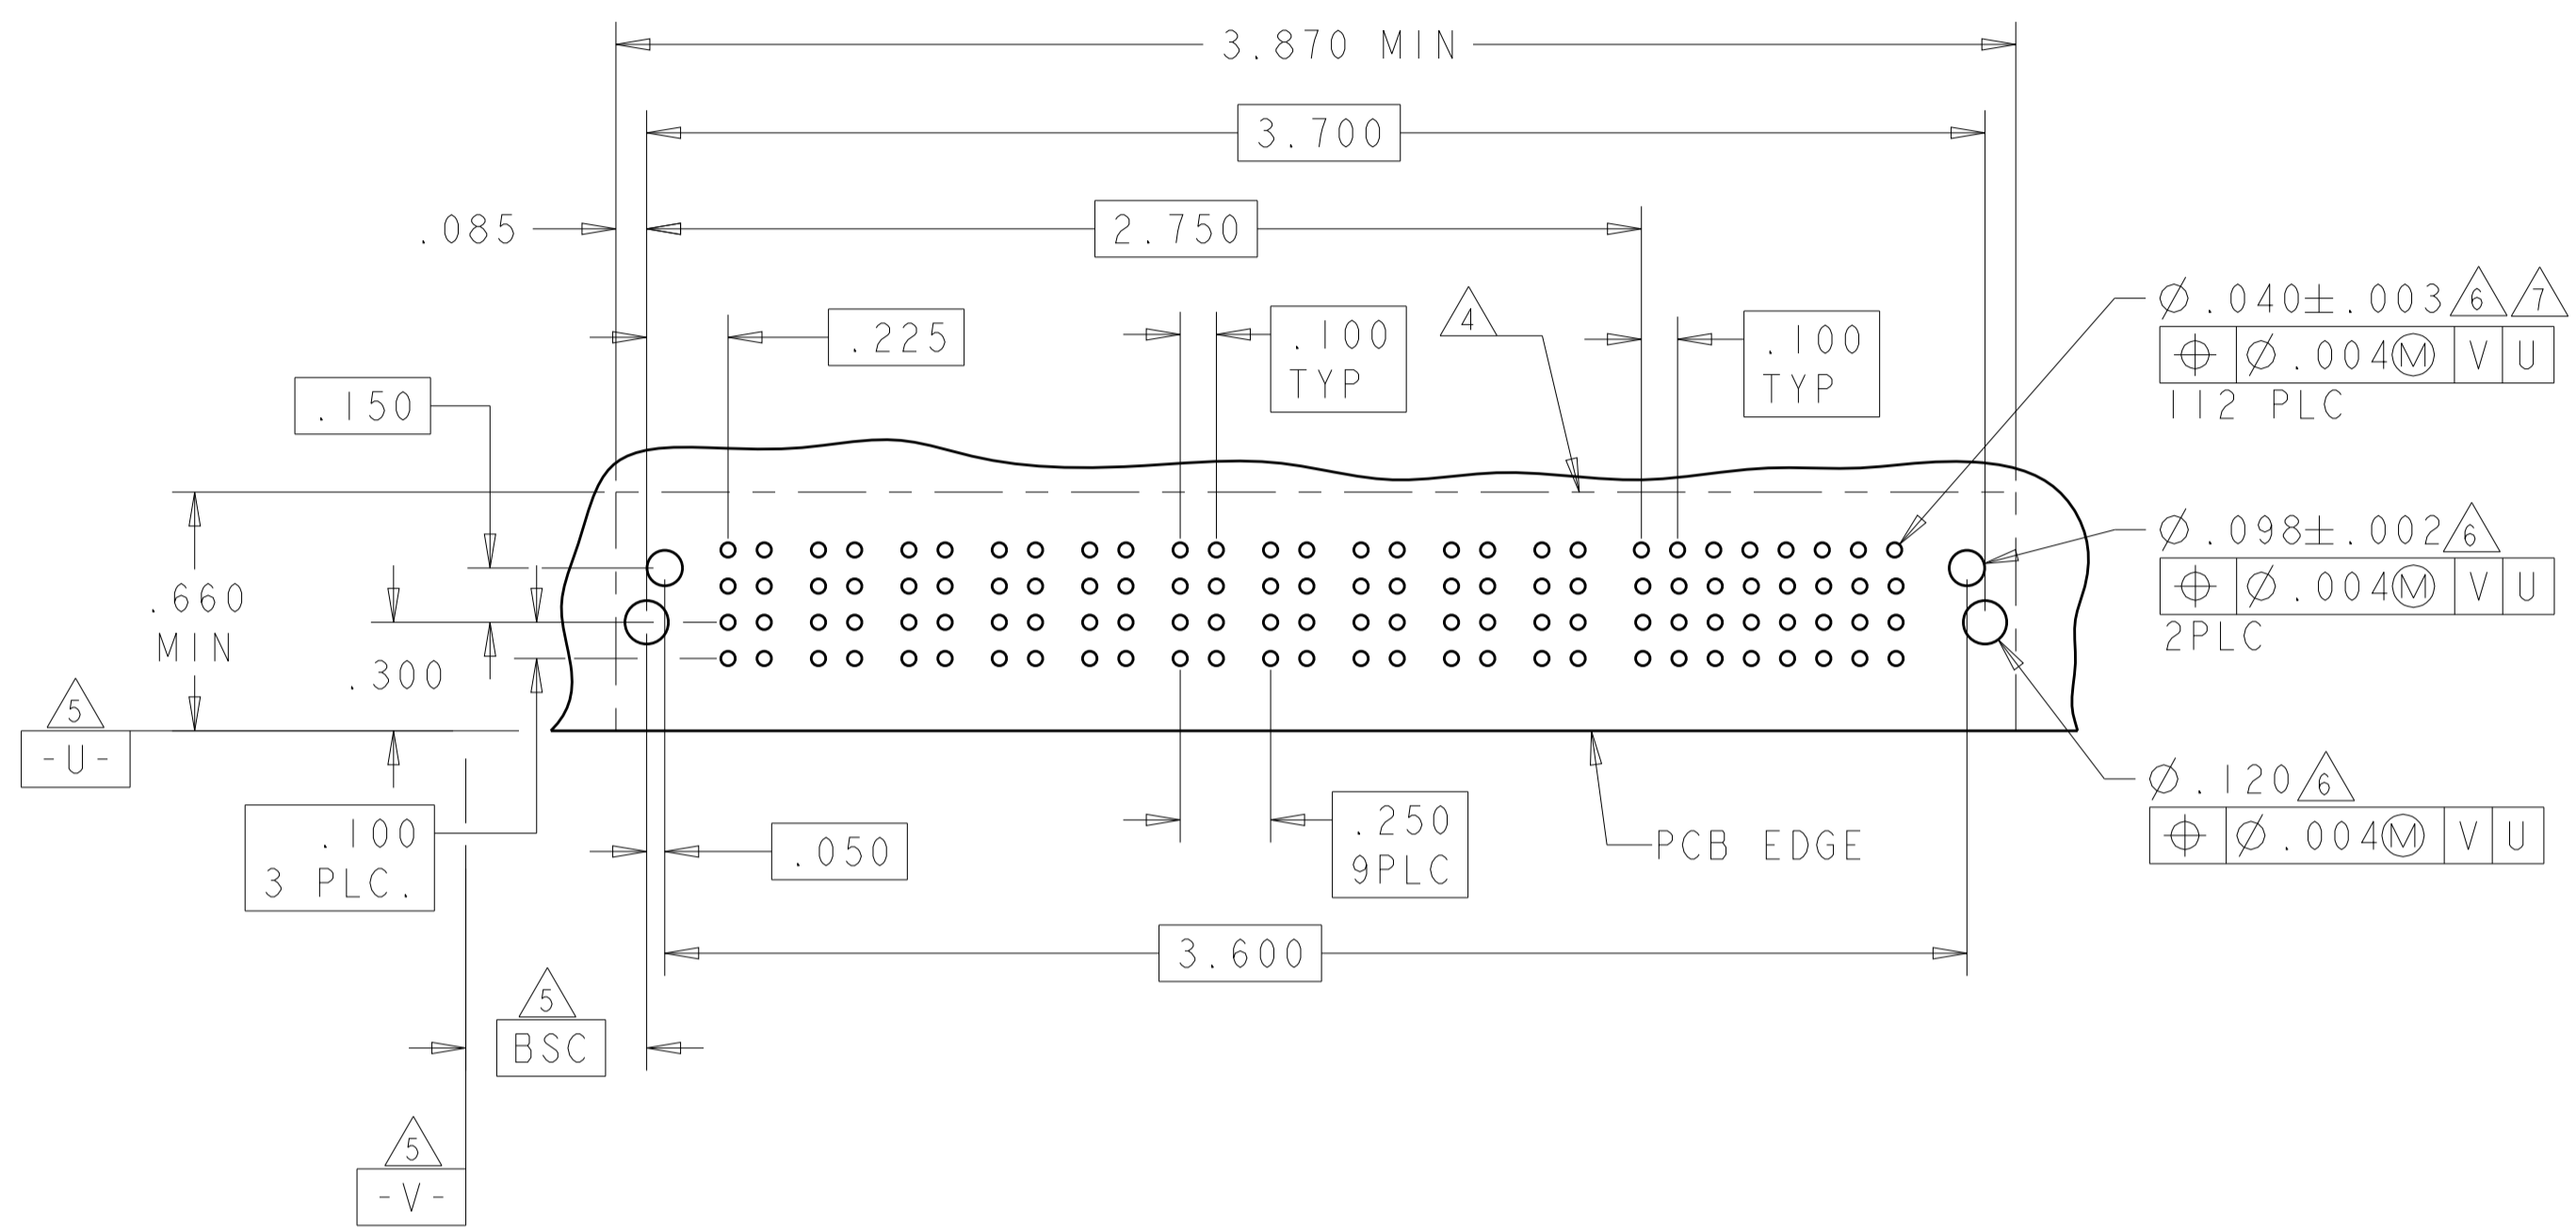 3.870 MIN
3.700
.085
2.750
.225
.100
TYP
4
.100
TYP
⌀.040±.003 6 7
⌖ ⌀.004Ⓜ V U
112 PLC
.150
⌀.098±.002 6
⌖ ⌀.004Ⓜ V U
2PLC
.660
MIN
.300
5
-U-
⌀.120 6
⌖ ⌀.004Ⓜ V U
.100
3 PLC.
.050
.250
9PLC
PCB EDGE
3.600
5
BSC
5
-V-